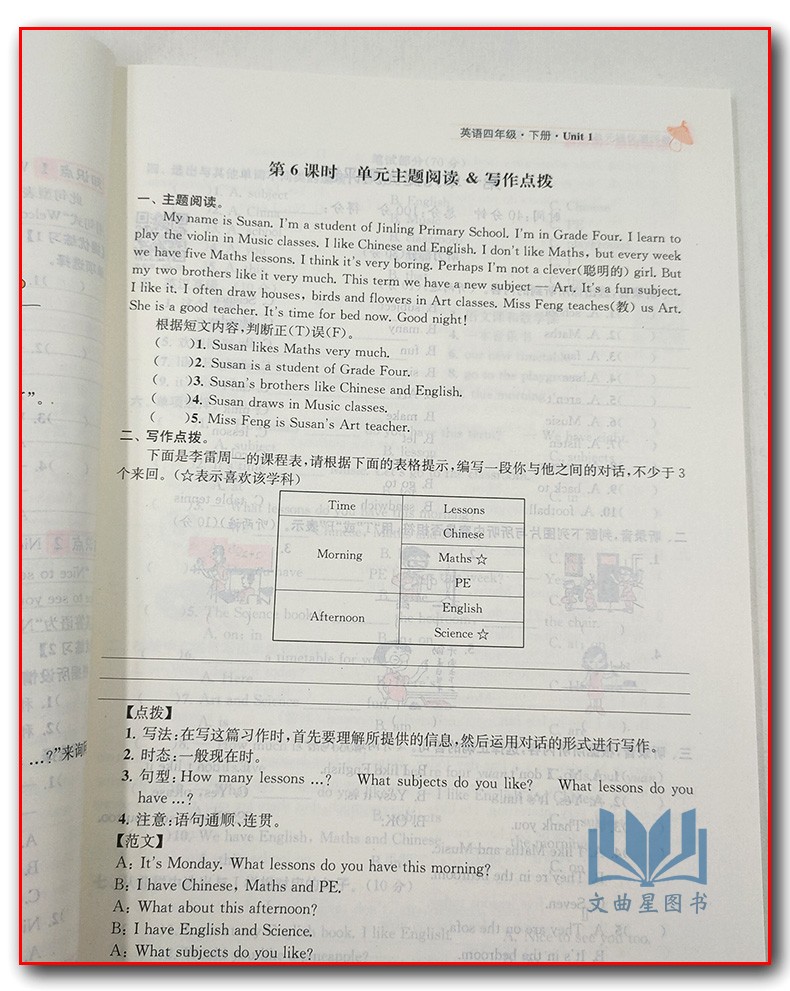 英语四年级·下册·Unit 1
第 6 课时 单元主题阅读 & 写作点拨
一、主题阅读。
My name is Susan. I'm a student of Jinling Primary School. I'm in Grade Four. I learn to
play the violin in Music classes. I like Chinese and English. I don't like Maths, but every week
we have five Maths lessons. I think it's very boring. Perhaps I'm not a clever(聪明的) girl. But
my two brothers like it very much. This term we have a new subject — Art. It's a fun subject.
I like it. I often draw houses, birds and flowers in Art classes. Miss Feng teaches(教) us Art.
She is a good teacher. It's time for bed now. Good night!
根据短文内容,判断正(T)误(F)。
( )1. Susan likes Maths very much.
( )2. Susan is a student of Grade Four.
( )3. Susan's brothers like Chinese and English.
( )4. Susan draws in Music classes.
( )5. Miss Feng is Susan's Art teacher.
二、写作点拨。
下面是李雷周一的课程表,请根据下面的表格提示,编写一段你与他之间的对话,不少于 3
个来回。(☆表示喜欢该学科)
Time Lessons
Morning
Chinese
Maths ☆
PE
Afternoon
English
Science ☆
【点拨】
1. 写法:在写这篇习作时,首先要理解所提供的信息,然后运用对话的形式进行写作。
2. 时态:一般现在时。
3. 句型:How many lessons ...? What subjects do you like? What lessons do you
have ...?
4. 注意:语句通顺、连贯。
【范文】
A: It's Monday. What lessons do you have this morning?
B: I have Chinese, Maths and PE.
A: What about this afternoon?
B: I have English and Science.
A: What subjects do you like?
...?"来询问
文曲星图书